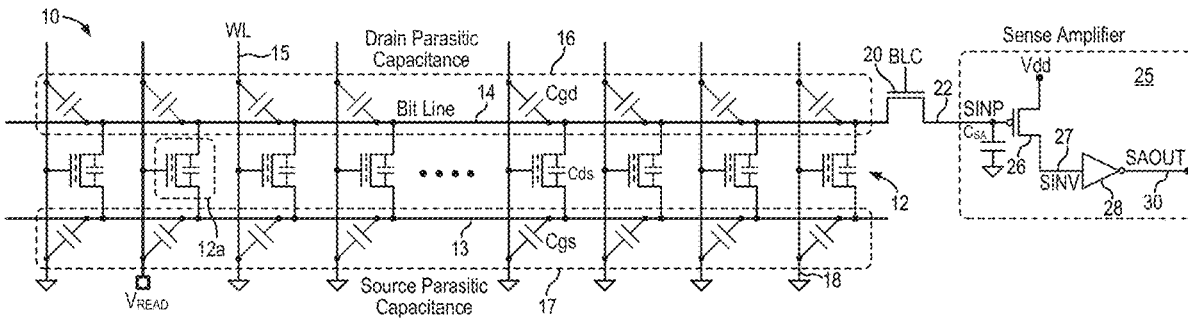 10
WL
15
Drain Parasitic
Capacitance
16
Cgd
Bit Line
14
20
BLC
22
Sense Amplifier
25
Vdd
SINP
CSA
26
27
SINV
28
SAOUT
30
Cds
12
12a
13
Cgs
VREAD
Source Parasitic
Capacitance
17
18